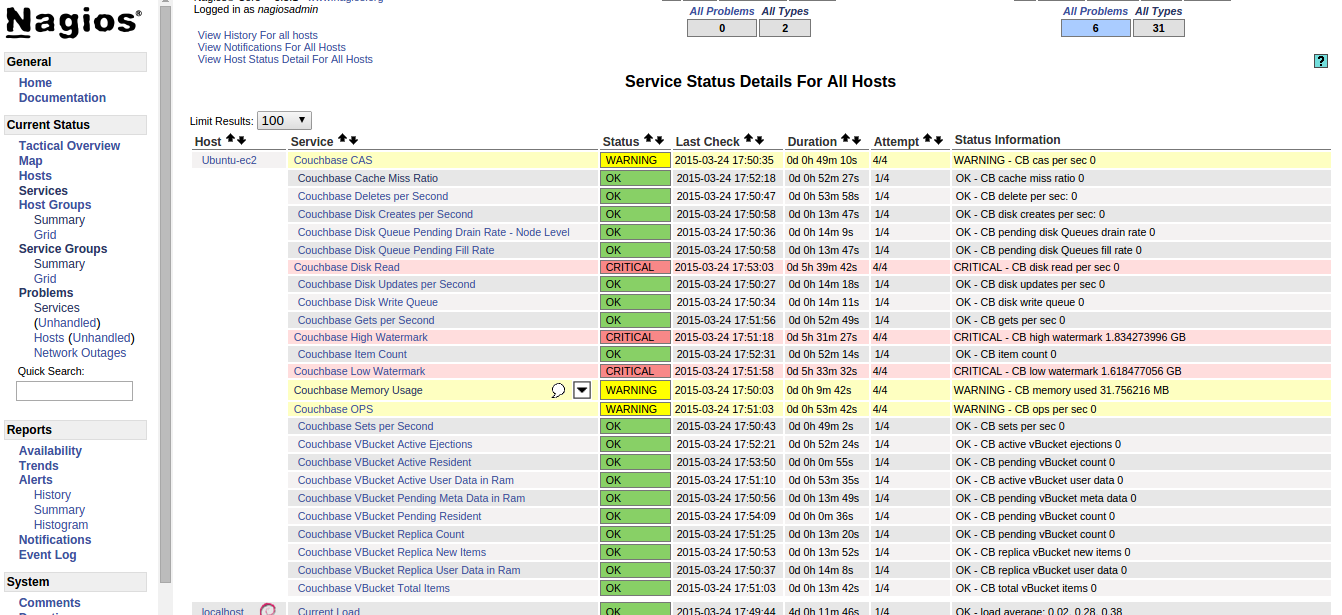 Nagios®
General
Home
Documentation
Current Status
Tactical Overview
Map
Hosts
Services
Host Groups
Summary
Grid
Service Groups
Summary
Grid
Problems
Services
(Unhandled)
Hosts (Unhandled)
Network Outages
Quick Search:
Reports
Availability
Trends
Alerts
History
Summary
Histogram
Notifications
Event Log
System
Comments
Logged in as nagiosadmin
View History For all hosts
View Notifications For All Hosts
View Host Status Detail For All Hosts
All Problems All Types
0 2
All Problems All Types
6 31
?
Service Status Details For All Hosts
Limit Results: 100
Host Service Status Last Check Duration Attempt Status Information
Ubuntu-ec2 Couchbase CAS WARNING 2015-03-24 17:50:35 0d 0h 49m 10s 4/4 WARNING - CB cas per sec 0
Couchbase Cache Miss Ratio OK 2015-03-24 17:52:18 0d 0h 52m 27s 1/4 OK - CB cache miss ratio 0
Couchbase Deletes per Second OK 2015-03-24 17:50:47 0d 0h 53m 58s 1/4 OK - CB delete per sec: 0
Couchbase Disk Creates per Second OK 2015-03-24 17:50:58 0d 0h 13m 47s 1/4 OK - CB disk creates per sec: 0
Couchbase Disk Queue Pending Drain Rate - Node Level OK 2015-03-24 17:50:36 0d 0h 14m 9s 1/4 OK - CB pending disk Queues drain rate 0
Couchbase Disk Queue Pending Fill Rate OK 2015-03-24 17:50:58 0d 0h 13m 47s 1/4 OK - CB pending disk Queues fill rate 0
Couchbase Disk Read CRITICAL 2015-03-24 17:53:03 0d 5h 39m 42s 4/4 CRITICAL - CB disk read per sec 0
Couchbase Disk Updates per Second OK 2015-03-24 17:50:27 0d 0h 14m 18s 1/4 OK - CB disk updates per sec 0
Couchbase Disk Write Queue OK 2015-03-24 17:50:34 0d 0h 14m 11s 1/4 OK - CB disk write queue 0
Couchbase Gets per Second OK 2015-03-24 17:51:56 0d 0h 52m 49s 1/4 OK - CB gets per sec 0
Couchbase High Watermark CRITICAL 2015-03-24 17:51:18 0d 5h 31m 27s 4/4 CRITICAL - CB high watermark 1.834273996 GB
Couchbase Item Count OK 2015-03-24 17:52:31 0d 0h 52m 14s 1/4 OK - CB item count 0
Couchbase Low Watermark CRITICAL 2015-03-24 17:51:58 0d 5h 33m 32s 4/4 CRITICAL - CB low watermark 1.618477056 GB
Couchbase Memory Usage WARNING 2015-03-24 17:50:03 0d 0h 9m 42s 4/4 WARNING - CB memory used 31.756216 MB
Couchbase OPS WARNING 2015-03-24 17:51:03 0d 0h 53m 42s 4/4 WARNING - CB ops per sec 0
Couchbase Sets per Second OK 2015-03-24 17:50:43 0d 0h 49m 2s 1/4 OK - CB sets per sec 0
Couchbase VBucket Active Ejections OK 2015-03-24 17:52:21 0d 0h 52m 24s 1/4 OK - CB active vBucket ejections 0
Couchbase VBucket Active Resident OK 2015-03-24 17:53:50 0d 0h 0m 55s 1/4 OK - CB pending vBucket count 0
Couchbase VBucket Active User Data in Ram OK 2015-03-24 17:51:10 0d 0h 53m 35s 1/4 OK - CB active vBucket user data 0
Couchbase VBucket Pending Meta Data in Ram OK 2015-03-24 17:50:56 0d 0h 13m 49s 1/4 OK - CB pending vBucket meta data 0
Couchbase VBucket Pending Resident OK 2015-03-24 17:54:09 0d 0h 0m 36s 1/4 OK - CB pending vBucket count 0
Couchbase VBucket Replica Count OK 2015-03-24 17:51:25 0d 0h 13m 20s 1/4 OK - CB pending vBucket count 0
Couchbase VBucket Replica New Items OK 2015-03-24 17:50:53 0d 0h 13m 52s 1/4 OK - CB replica vBucket new items 0
Couchbase VBucket Replica User Data in Ram OK 2015-03-24 17:50:37 0d 0h 14m 8s 1/4 OK - CB replica vBucket user data 0
Couchbase VBucket Total Items OK 2015-03-24 17:51:03 0d 0h 13m 42s 1/4 OK - CB total vBucket items 0
localhost Current Load OK 2015-03-24 17:49:44 4d 0h 11m 46s 1/4 OK - load average: 0.02, 0.28, 0.38